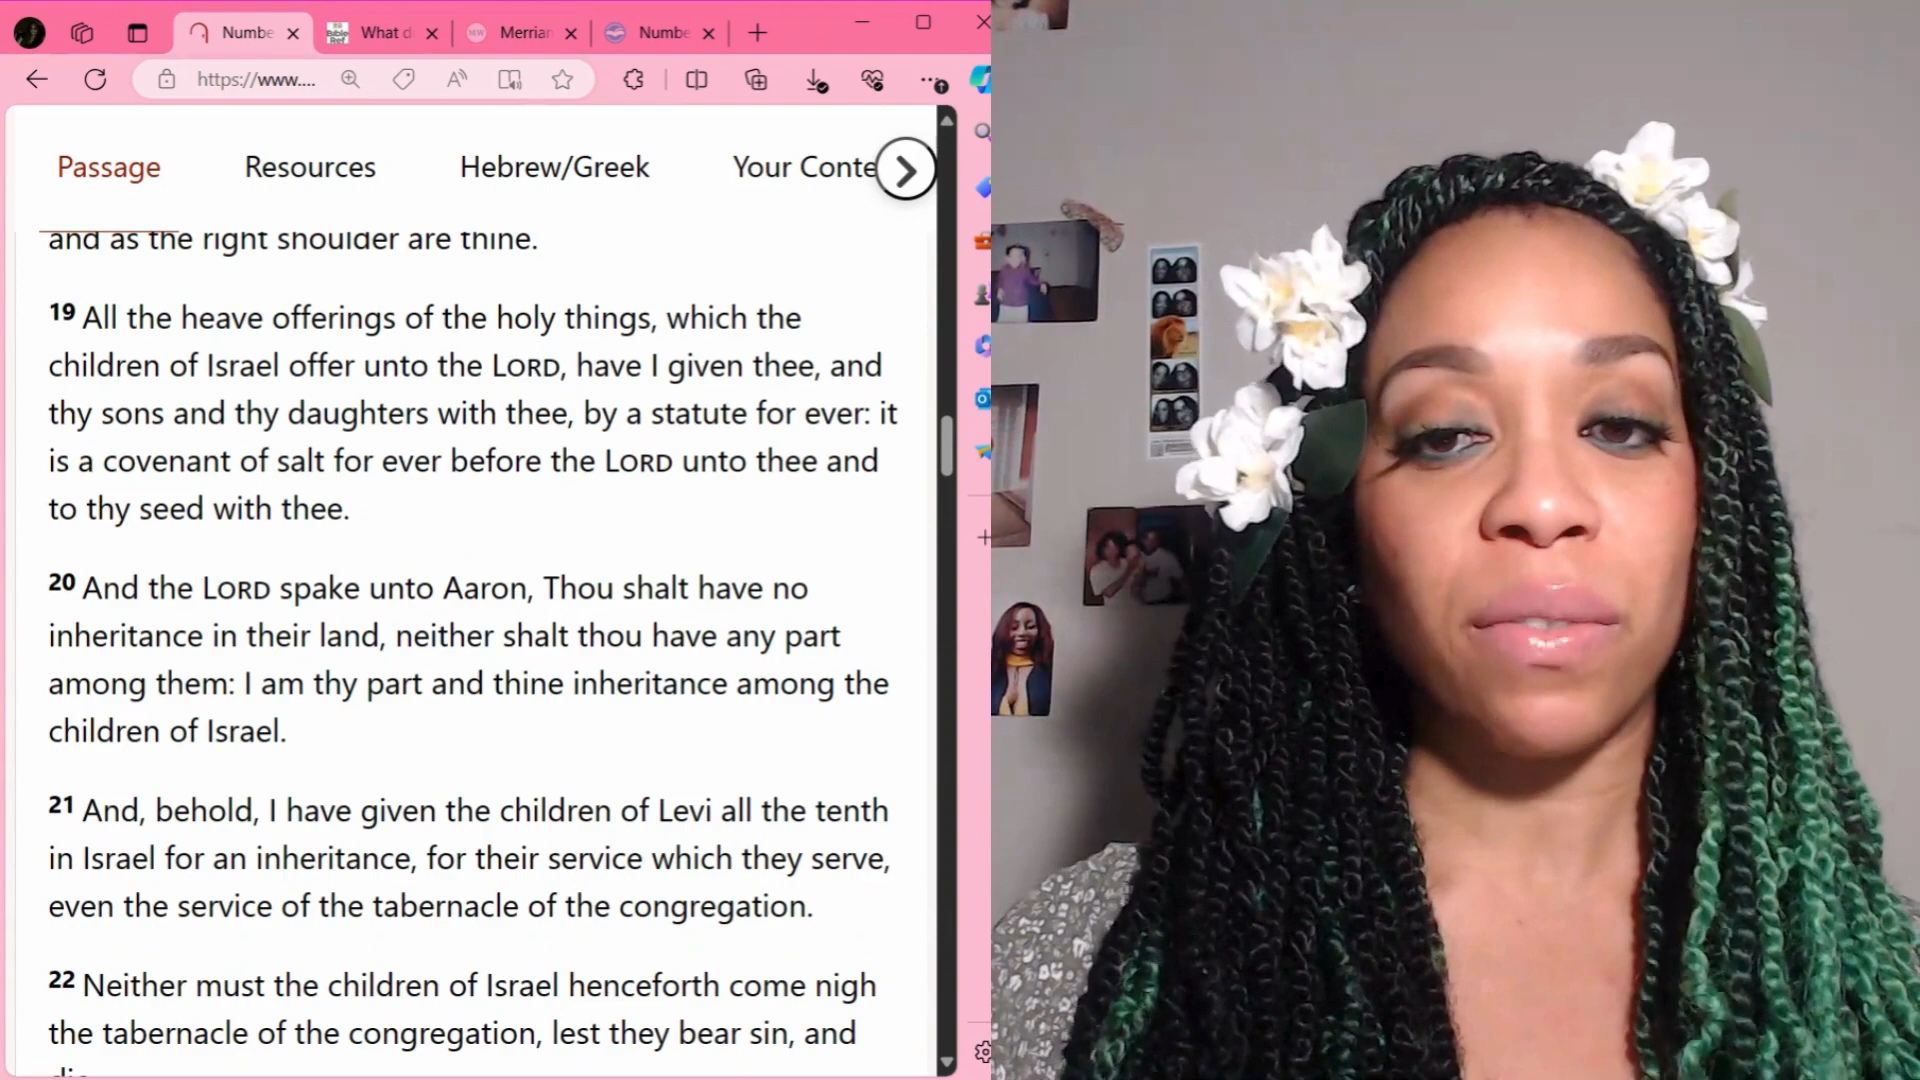 Numbe
What d
Merriam
Numbe
https://www....
Passage
Resources
Hebrew/Greek
Your Conte
and as the right shoulder are thine.
19 All the heave offerings of the holy things, which the
children of Israel offer unto the LORD, have I given thee, and
thy sons and thy daughters with thee, by a statute for ever: it
is a covenant of salt for ever before the LORD unto thee and
to thy seed with thee.
20 And the LORD spake unto Aaron, Thou shalt have no
inheritance in their land, neither shalt thou have any part
among them: I am thy part and thine inheritance among the
children of Israel.
21 And, behold, I have given the children of Levi all the tenth
in Israel for an inheritance, for their service which they serve,
even the service of the tabernacle of the congregation.
22 Neither must the children of Israel henceforth come nigh
the tabernacle of the congregation, lest they bear sin, and